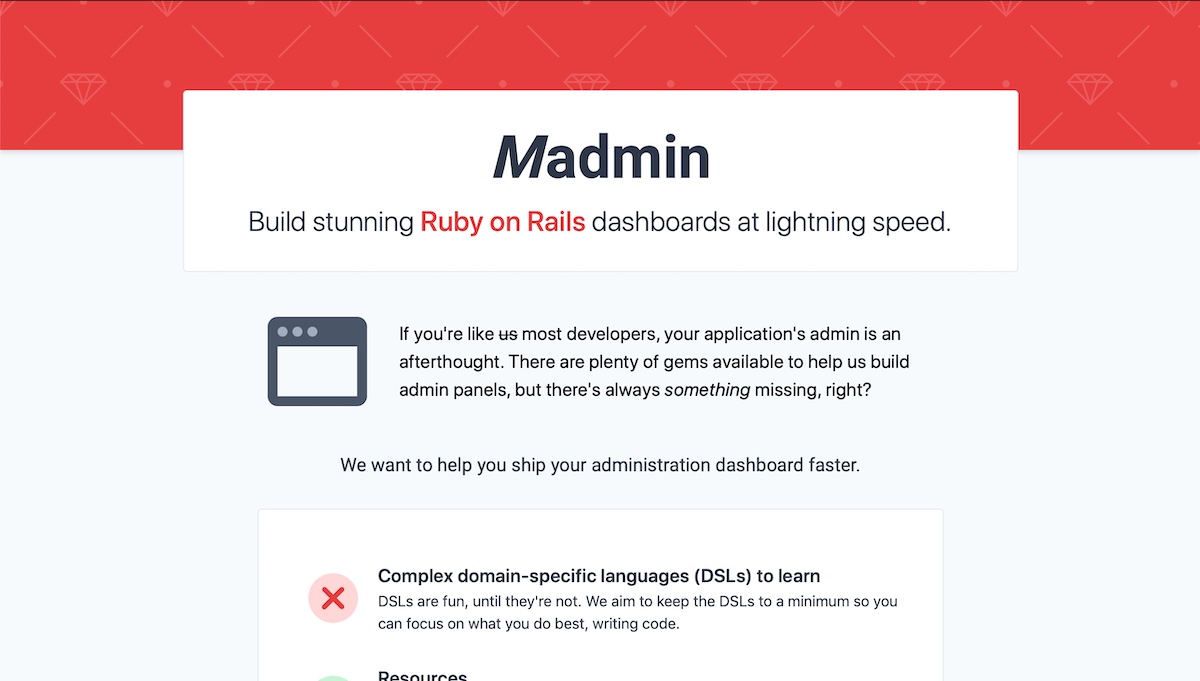 Madmin
Build stunning Ruby on Rails dashboards at lightning speed.
If you're like us most developers, your application's admin is an
afterthought. There are plenty of gems available to help us build
admin panels, but there's always something missing, right?
We want to help you ship your administration dashboard faster.
Complex domain-specific languages (DSLs) to learn
DSLs are fun, until they're not. We aim to keep the DSLs to a minimum so you
can focus on what you do best, writing code.
Resources